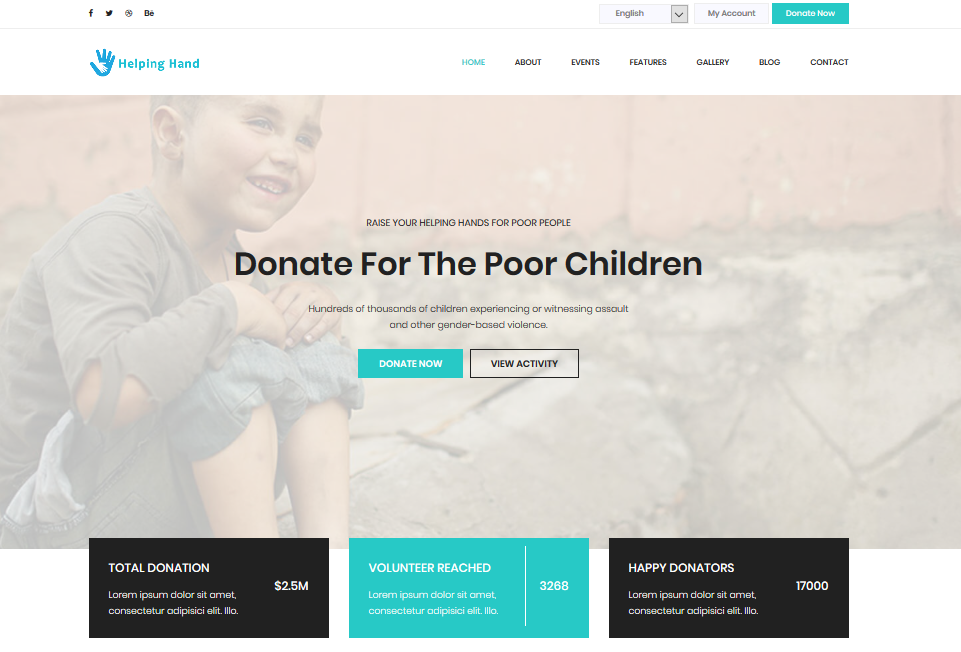 English
My Account
Donate Now
Helping Hand
HOME
ABOUT
EVENTS
FEATURES
GALLERY
BLOG
CONTACT
RAISE YOUR HELPING HANDS FOR POOR PEOPLE
Donate For The Poor Children
Hundreds of thousands of children experiencing or witnessing assault
and other gender-based violence.
DONATE NOW
VIEW ACTIVITY
TOTAL DONATION
Lorem ipsum dolor sit amet,
consectetur adipisici elit. Illo.
$2.5M
VOLUNTEER REACHED
Lorem ipsum dolor sit amet,
consectetur adipisici elit. Illo.
3268
HAPPY DONATORS
Lorem ipsum dolor sit amet,
consectetur adipisici elit. Illo.
17000